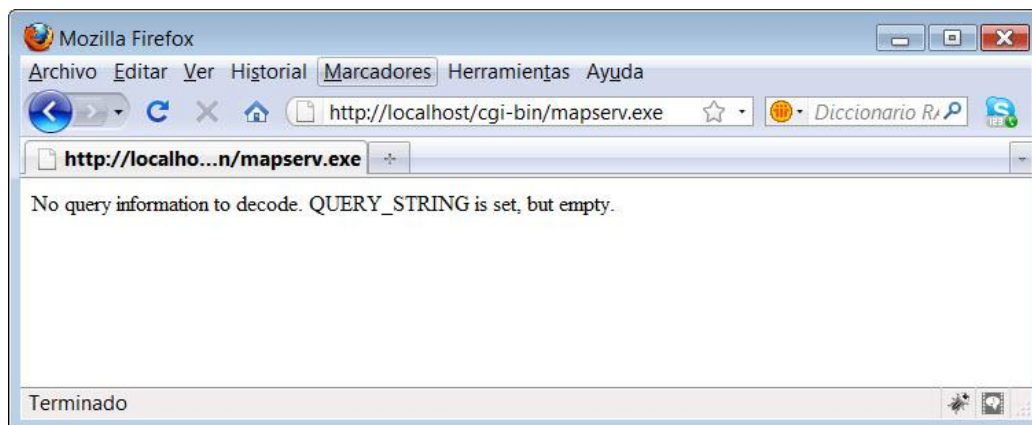 Mozilla Firefox
Archivo Editar Ver Historial Marcadores Herramientas Ayuda
http://localhost/cgi-bin/mapserv.exe Diccionario R
http://localho...n/mapserv.exe
No query information to decode. QUERY_STRING is set, but empty.
Terminado